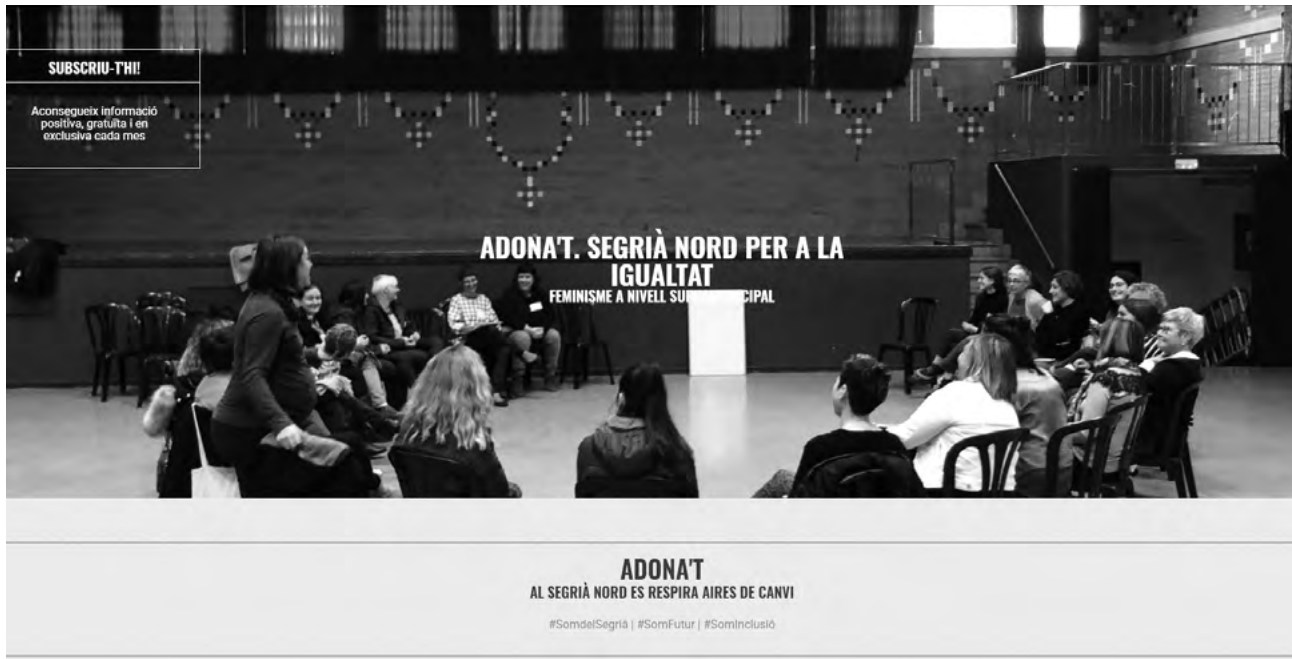 SUBSCRIU-T'HI!
Aconsegueix informació
positiva, gratuïta i en
exclusiva cada mes
ADONA'T. SEGRIÀ NORD PER A LA
IGUALTAT
FEMINISME A NIVELL
ADONA'T
AL SEGRIÀ NORD ES RESPIRA AIRES DE CANVI
#SomdelSegrià | #SomFutur | #SomInclusió